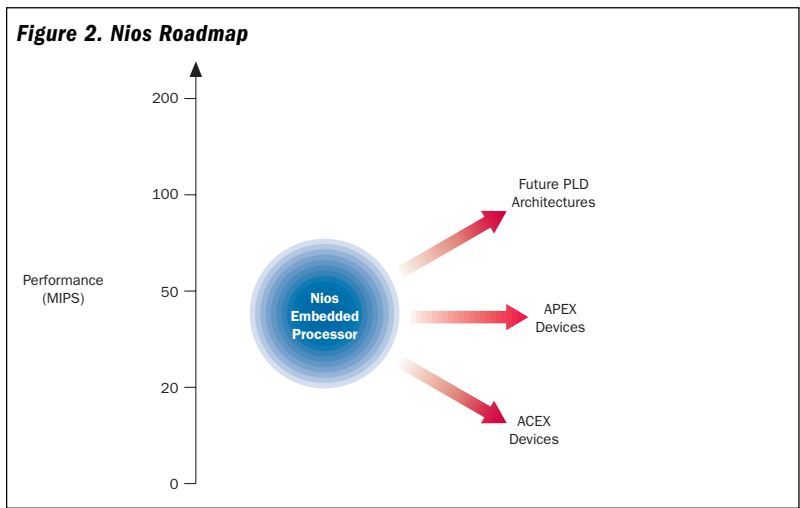 Figure 2. Nios Roadmap
200
100
50
20
0
Performance
(MIPS)
Nios
Embedded
Processor
Future PLD
Architectures
APEX
Devices
ACEX
Devices